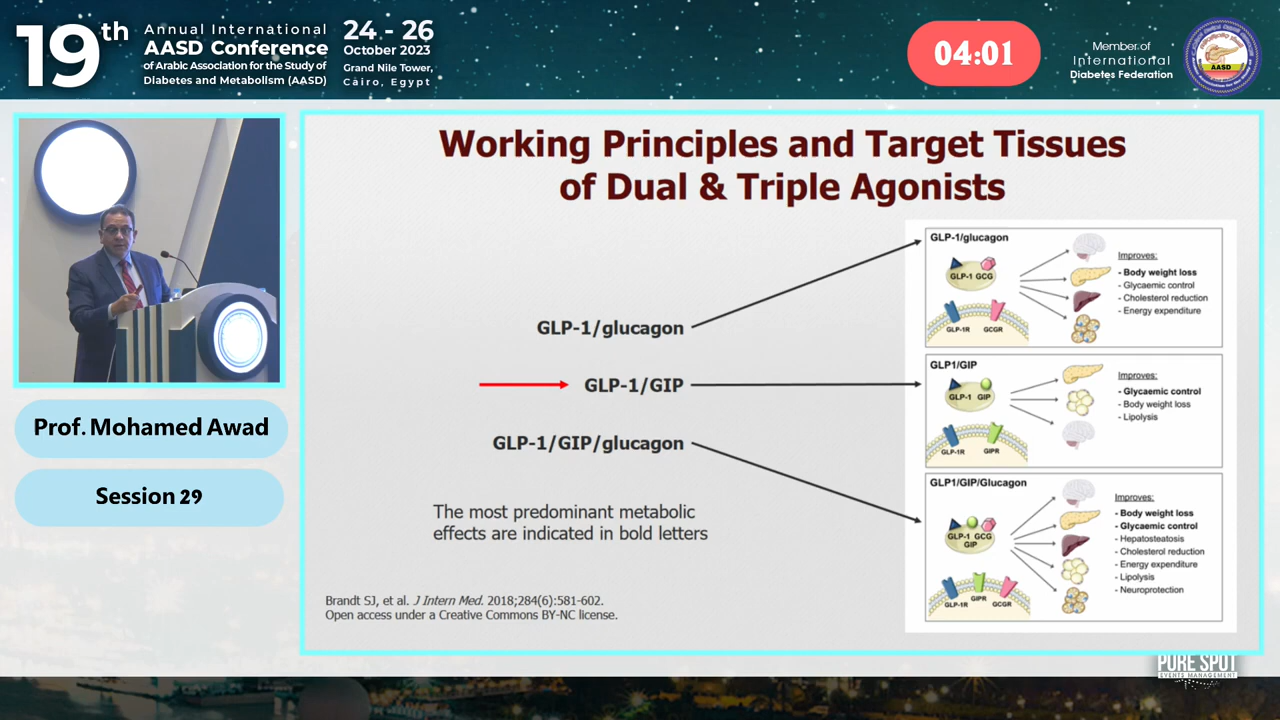 19th
Annual International
AASD Conference
of Arabic Association for the Study of
Diabetes and Metabolism (AASD)
24 - 26
October 2023
Grand Nile Tower,
Cairo, Egypt
04:01
Member of
International
Diabetes Federation
AASD
Working Principles and Target Tissues
of Dual & Triple Agonists
GLP-1/glucagon
GLP-1/GIP
GLP-1/GIP/glucagon
The most predominant metabolic
effects are indicated in bold letters
Brandt SJ, et al. J Intern Med. 2018;284(6):581-602.
Open access under a Creative Commons BY-NC license.
GLP-1/glucagon
GLP-1 GCG
GLP-1R GCGR
Improves:
- Body weight loss
- Glycaemic control
- Cholesterol reduction
- Energy expenditure
GLP1/GIP
GLP-1 GIP
GLP-1R GIPR
Improves:
- Glycaemic control
- Body weight loss
- Lipolysis
GLP1/GIP/Glucagon
GLP-1 GCG
GIP
GLP-1R GIPR GCGR
Improves:
- Body weight loss
- Glycaemic control
- Hepatosteatosis
- Cholesterol reduction
- Energy expenditure
- Lipolysis
- Neuroprotection
Prof. Mohamed Awad
Session 29
PURE SPOT
EVENTS MANAGEMENT